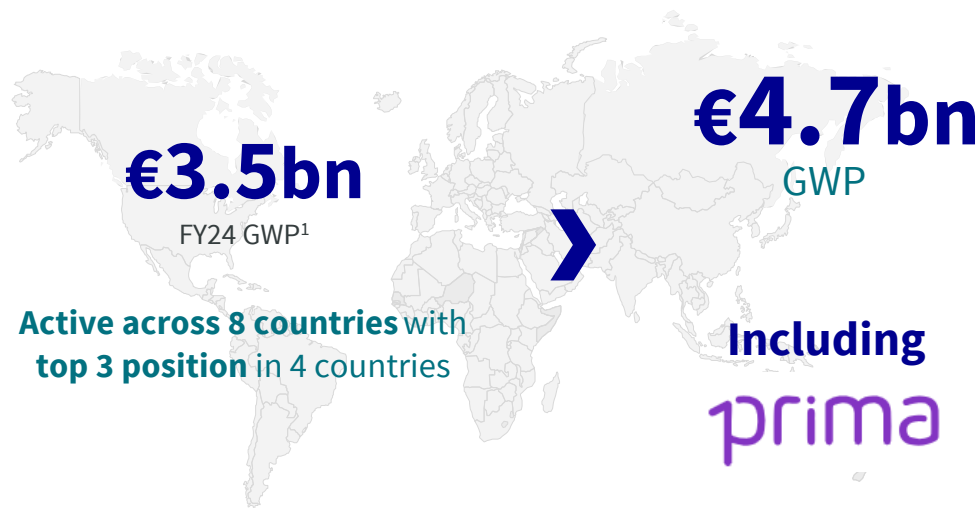 €3.5bn
FY24 GWP¹
Active across 8 countries with
top 3 position in 4 countries
€4.7bn
GWP
Including
prima